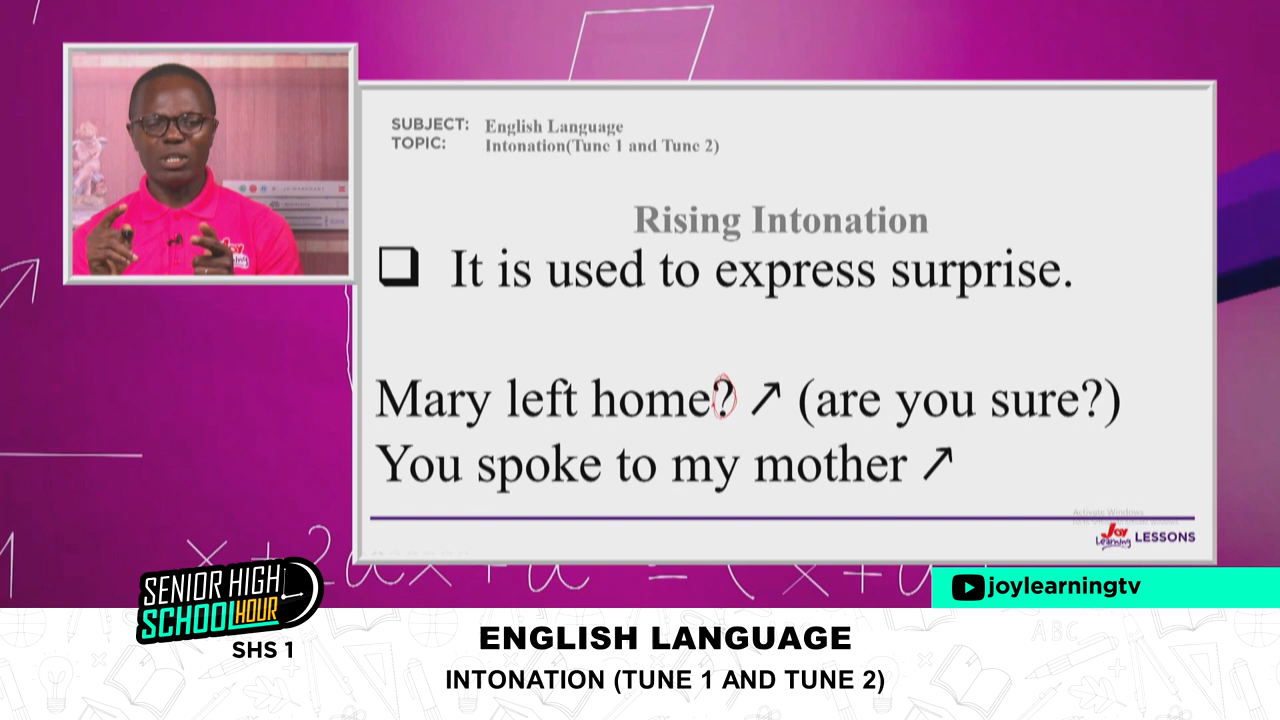 SUBJECT: English Language
TOPIC: Intonation(Tune 1 and Tune 2)
Rising Intonation
❑ It is used to express surprise.
Mary left home? ↗ (are you sure?)
You spoke to my mother ↗
Activate Windows
Joy Learning LESSONS
joylearningtv
SENIOR HIGH
SCHOOL HOUR
SHS 1
ENGLISH LANGUAGE
INTONATION (TUNE 1 AND TUNE 2)